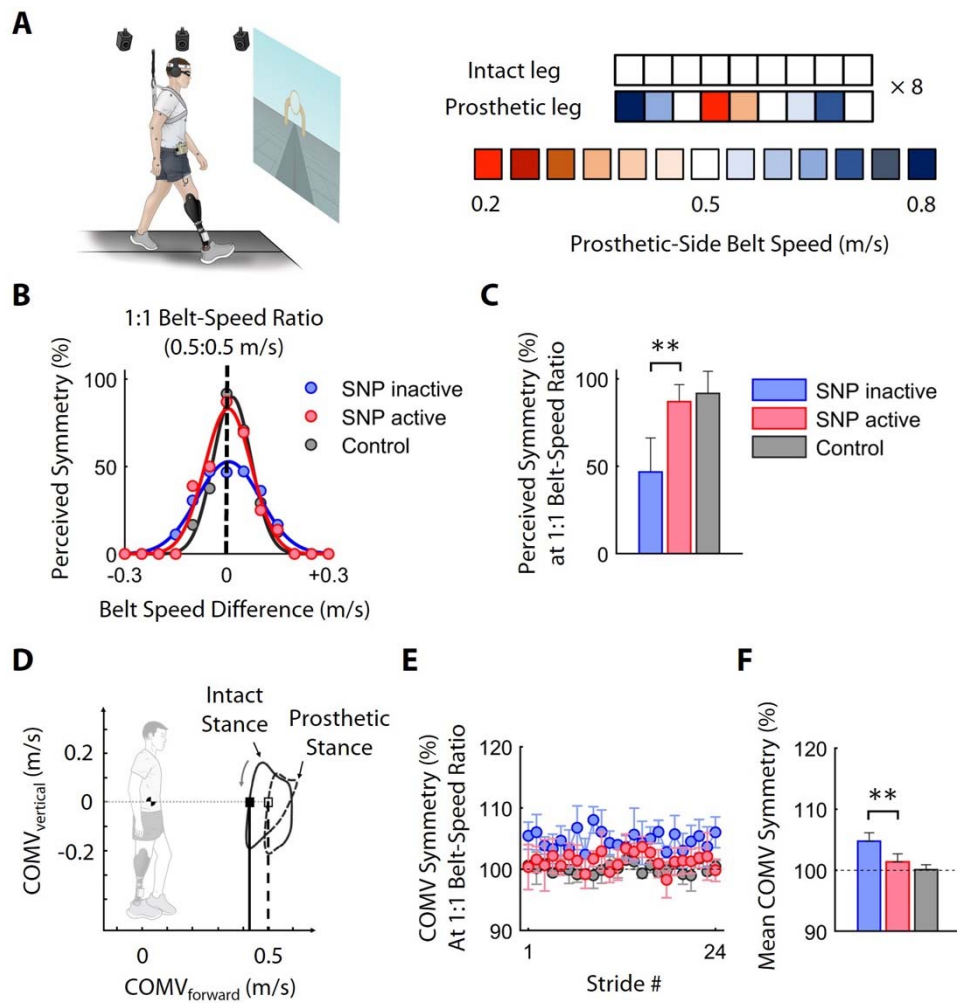 A
Intact leg
Prosthetic leg
× 8
0.2
0.5
0.8
Prosthetic-Side Belt Speed (m/s)
B
1:1 Belt-Speed Ratio
(0.5:0.5 m/s)
Perceived Symmetry (%)
100
50
0
-0.3
0
+0.3
Belt Speed Difference (m/s)
SNP inactive
SNP active
Control
C
Perceived Symmetry (%)
at 1:1 Belt-Speed Ratio
100
50
0
**
SNP inactive
SNP active
Control
D
Intact
Stance
Prosthetic
Stance
COMVvertical (m/s)
0.2
0
-0.2
0
0.5
COMVforward (m/s)
E
COMV Symmetry (%)
At 1:1 Belt-Speed Ratio
120
110
100
90
1
24
Stride #
F
Mean COMV Symmetry (%)
120
110
100
90
**